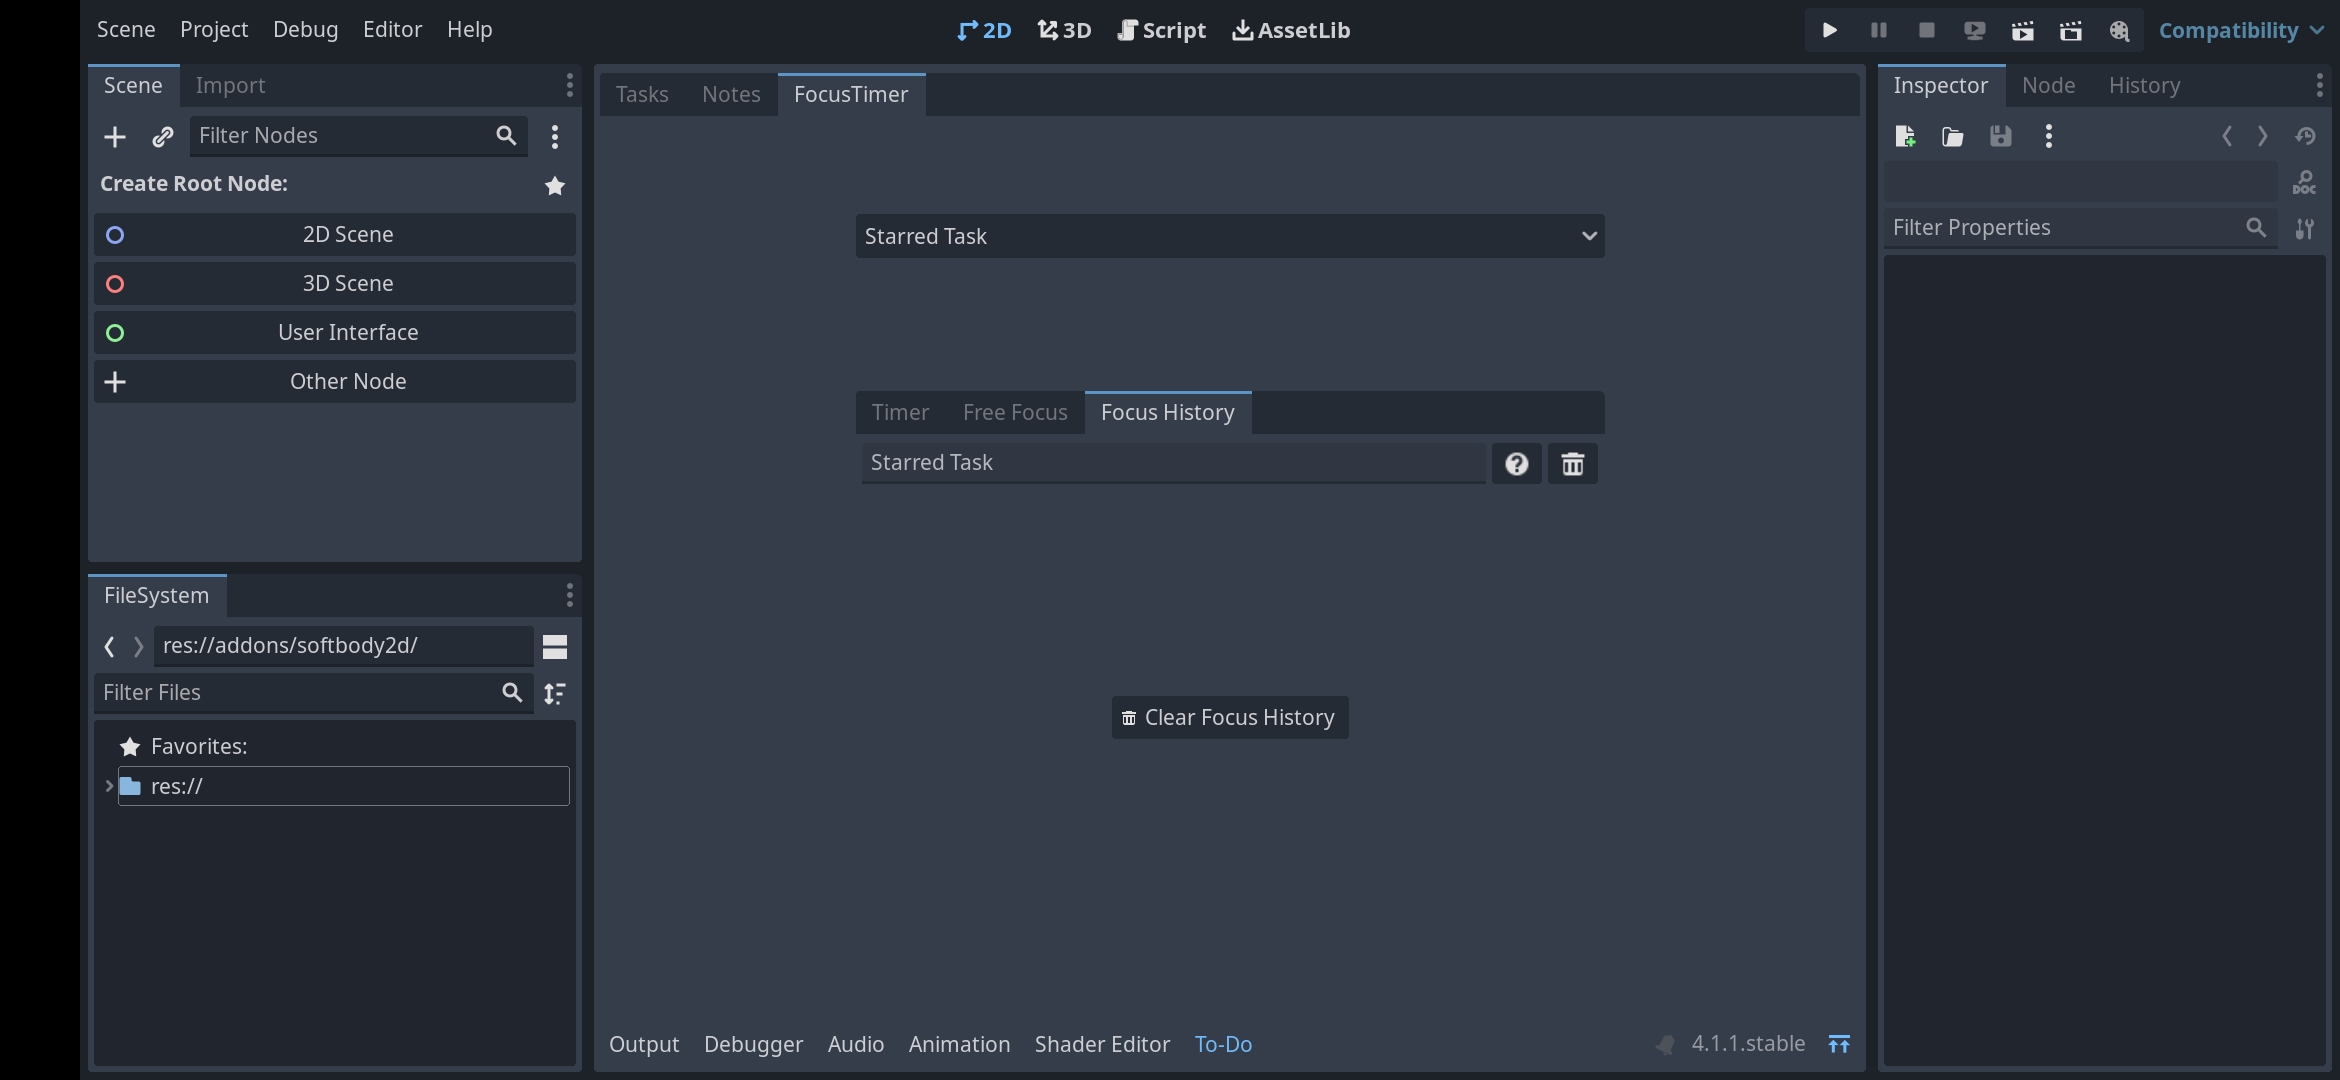 Scene Project Debug Editor Help
2D 3D Script AssetLib
Compatibility
Scene Import
Filter Nodes
Create Root Node:
2D Scene
3D Scene
User Interface
Other Node
FileSystem
res://addons/softbody2d/
Filter Files
Favorites:
res://
Tasks Notes FocusTimer
Starred Task
Timer Free Focus Focus History
Starred Task
Clear Focus History
Output Debugger Audio Animation Shader Editor To-Do
4.1.1.stable
Inspector Node History
DOC
Filter Properties